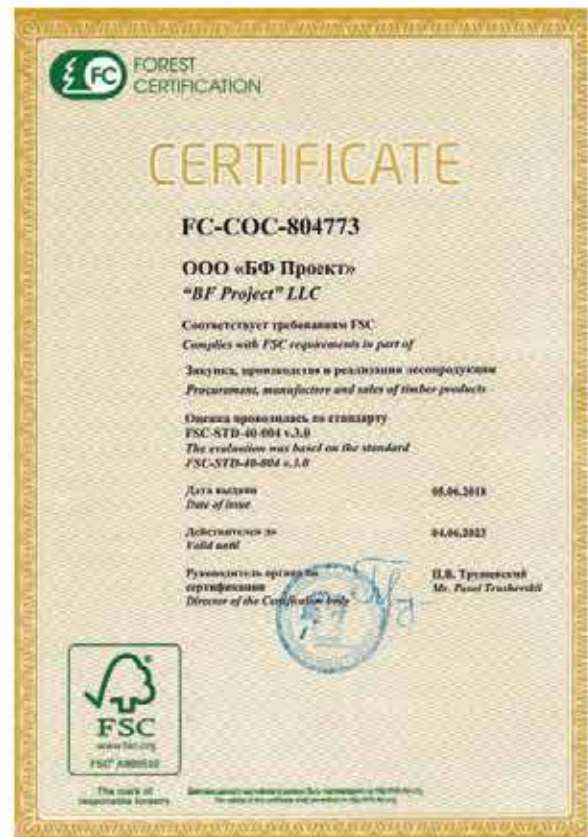 FC
FOREST
CERTIFICATION
CERTIFICATE
FC-COC-804773
ООО «БФ Проект»
“BF Project” LLC
Соответствует требованиям FSC
Complies with FSC requirements in part of
Закупка, производство и реализация лесопродукции
Procurement, manufacture and sales of timber products
Оценка проводилась по стандарту
FSC-STD-40-004 v.3.0
The evaluation was based on the standard
FSC-STD-40-004 v.3.0
Дата выдачи 05.06.2018
Date of issue
Действителен до 04.06.2023
Valid until
Руководитель органа по П.В. Трушевский
сертификации Mr. Pavel Trushevskii
Director of the Certification body
FSC
www.fsc.org
The mark of
responsible forestry